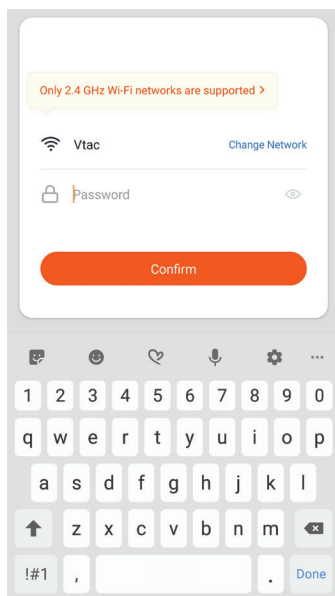 Only 2.4 GHz Wi-Fi networks are supported >
Vtac Change Network
Password
Confirm
1 2 3 4 5 6 7 8 9 0
q w e r t y u i o p
a s d f g h j k l
z x c v b n m
!#1 , . Done